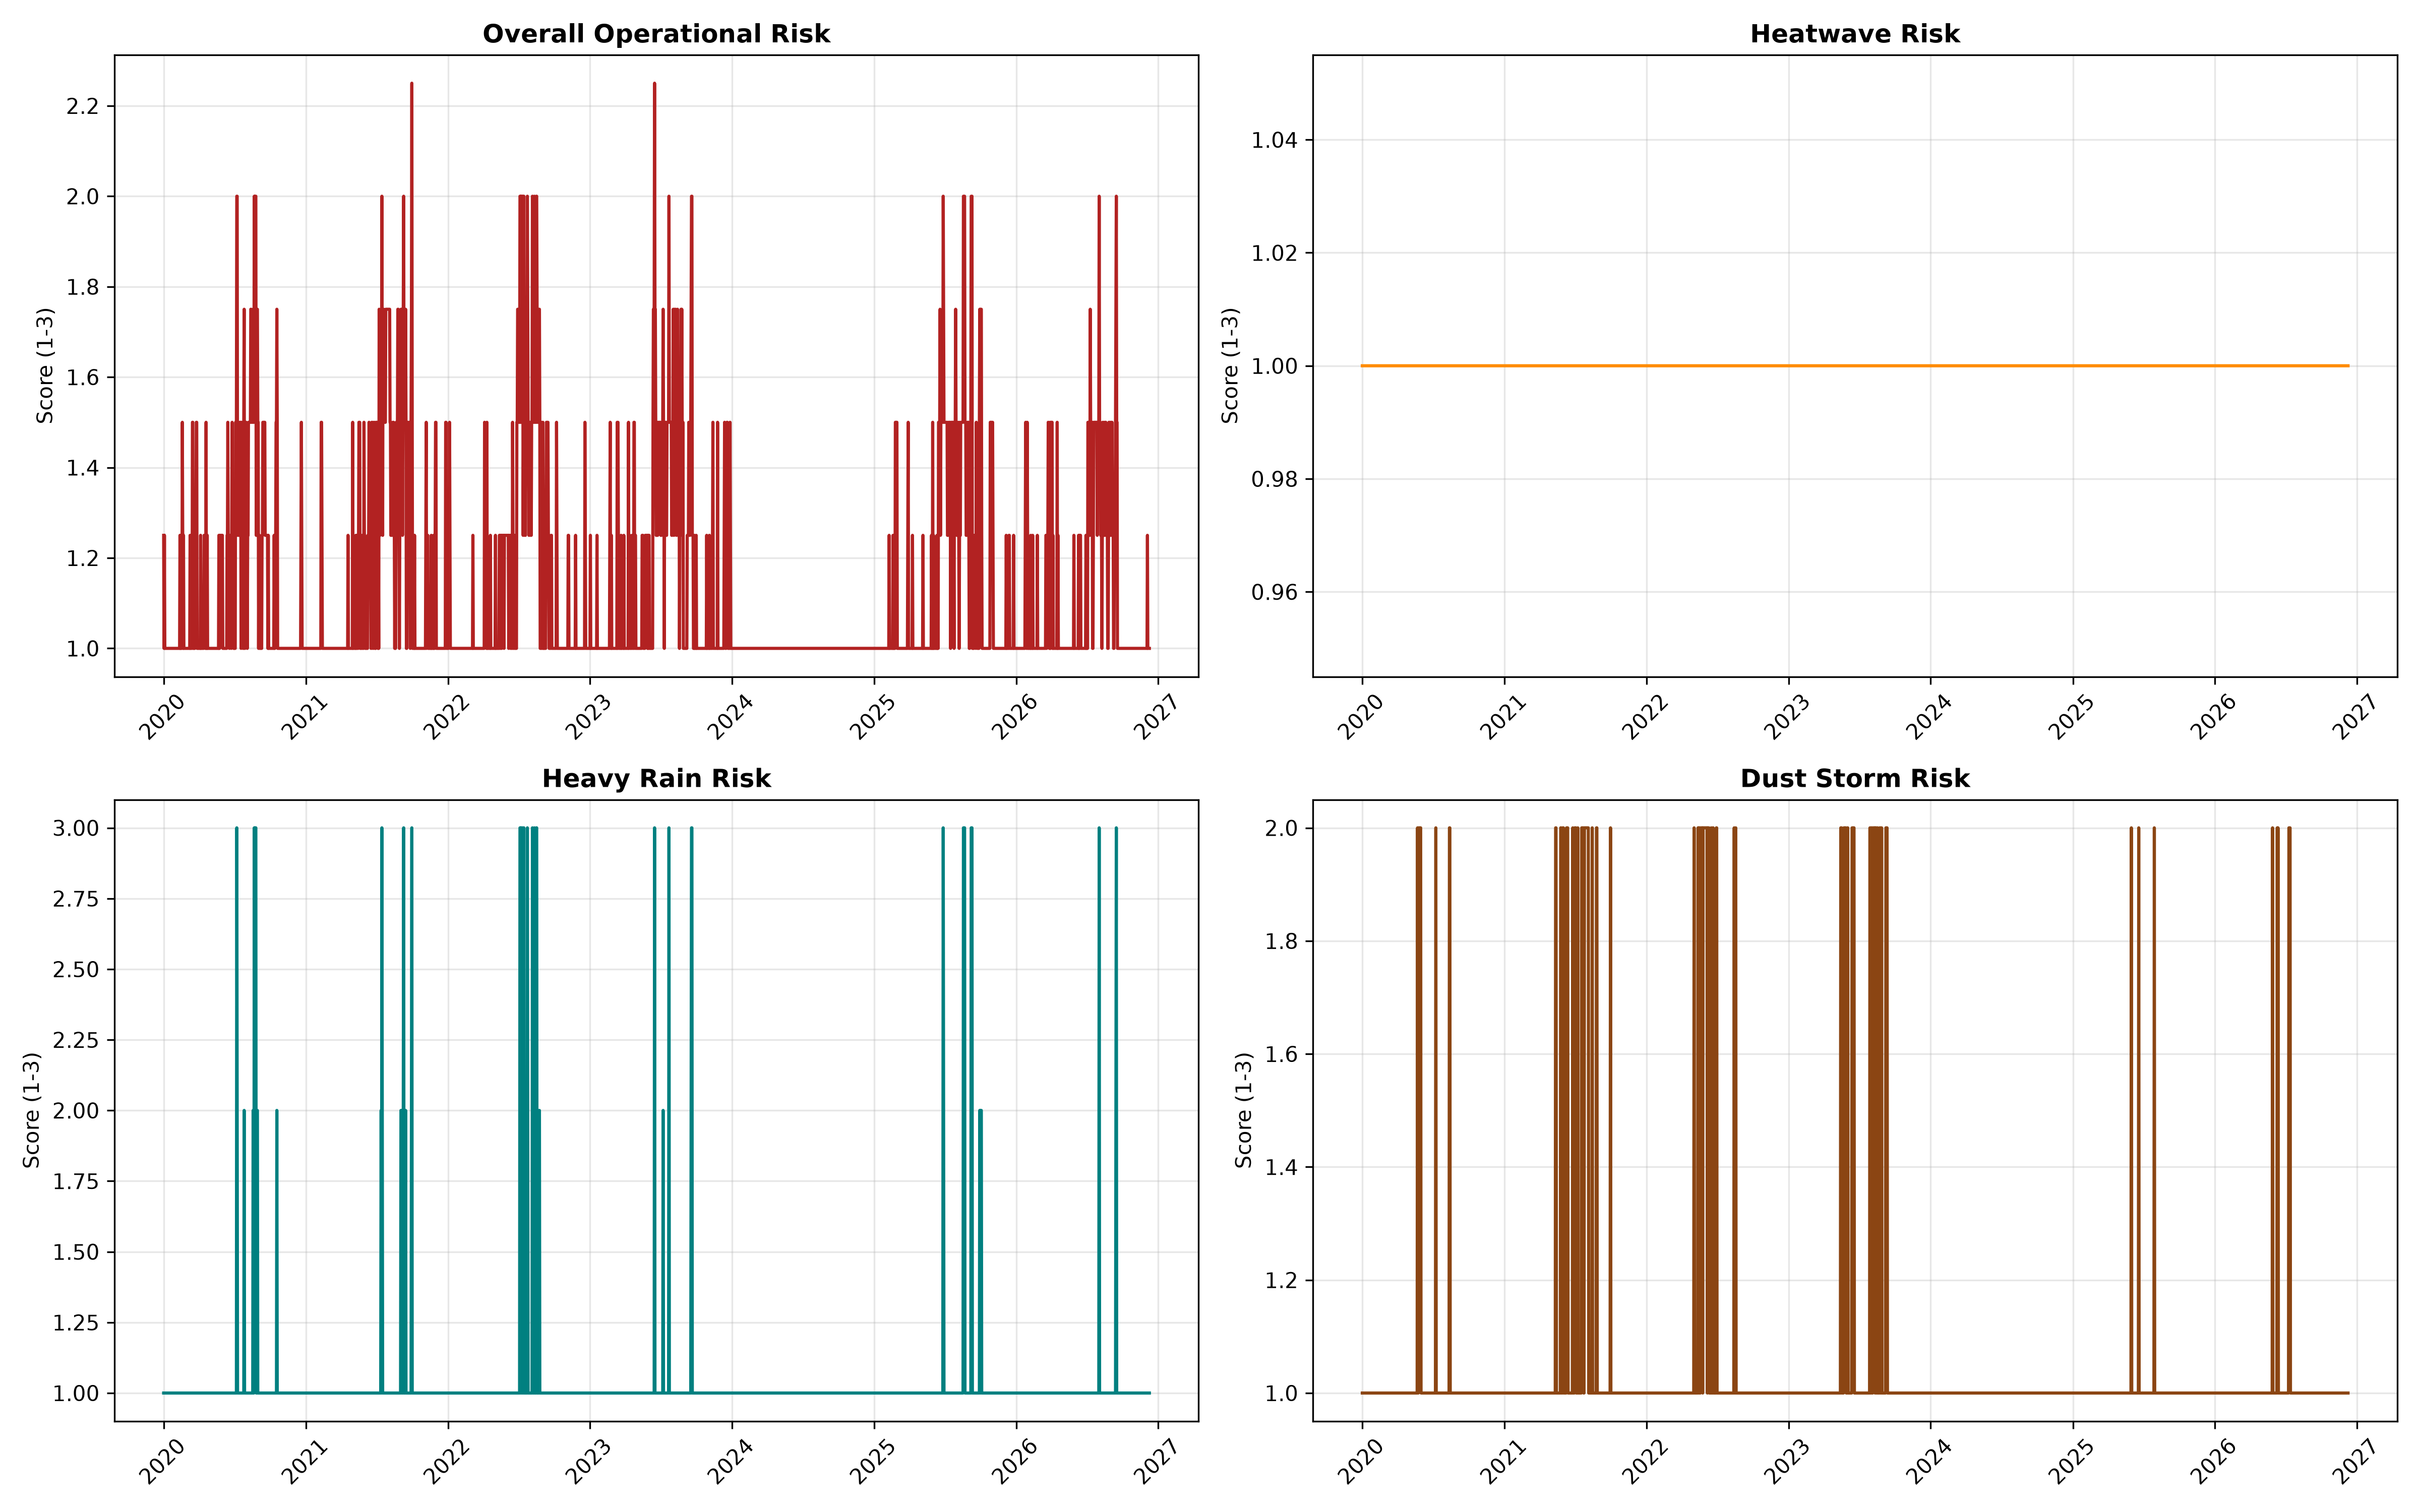 Overall Operational Risk
Score (1-3)
2.2
2.0
1.8
1.6
1.4
1.2
1.0
2020 2021 2022 2023 2024 2025 2026 2027
Heatwave Risk
Score (1-3)
1.04
1.02
1.00
0.98
0.96
2020 2021 2022 2023 2024 2025 2026 2027
Heavy Rain Risk
Score (1-3)
3.00
2.75
2.50
2.25
2.00
1.75
1.50
1.25
1.00
2020 2021 2022 2023 2024 2025 2026 2027
Dust Storm Risk
Score (1-3)
2.0
1.8
1.6
1.4
1.2
1.0
2020 2021 2022 2023 2024 2025 2026 2027